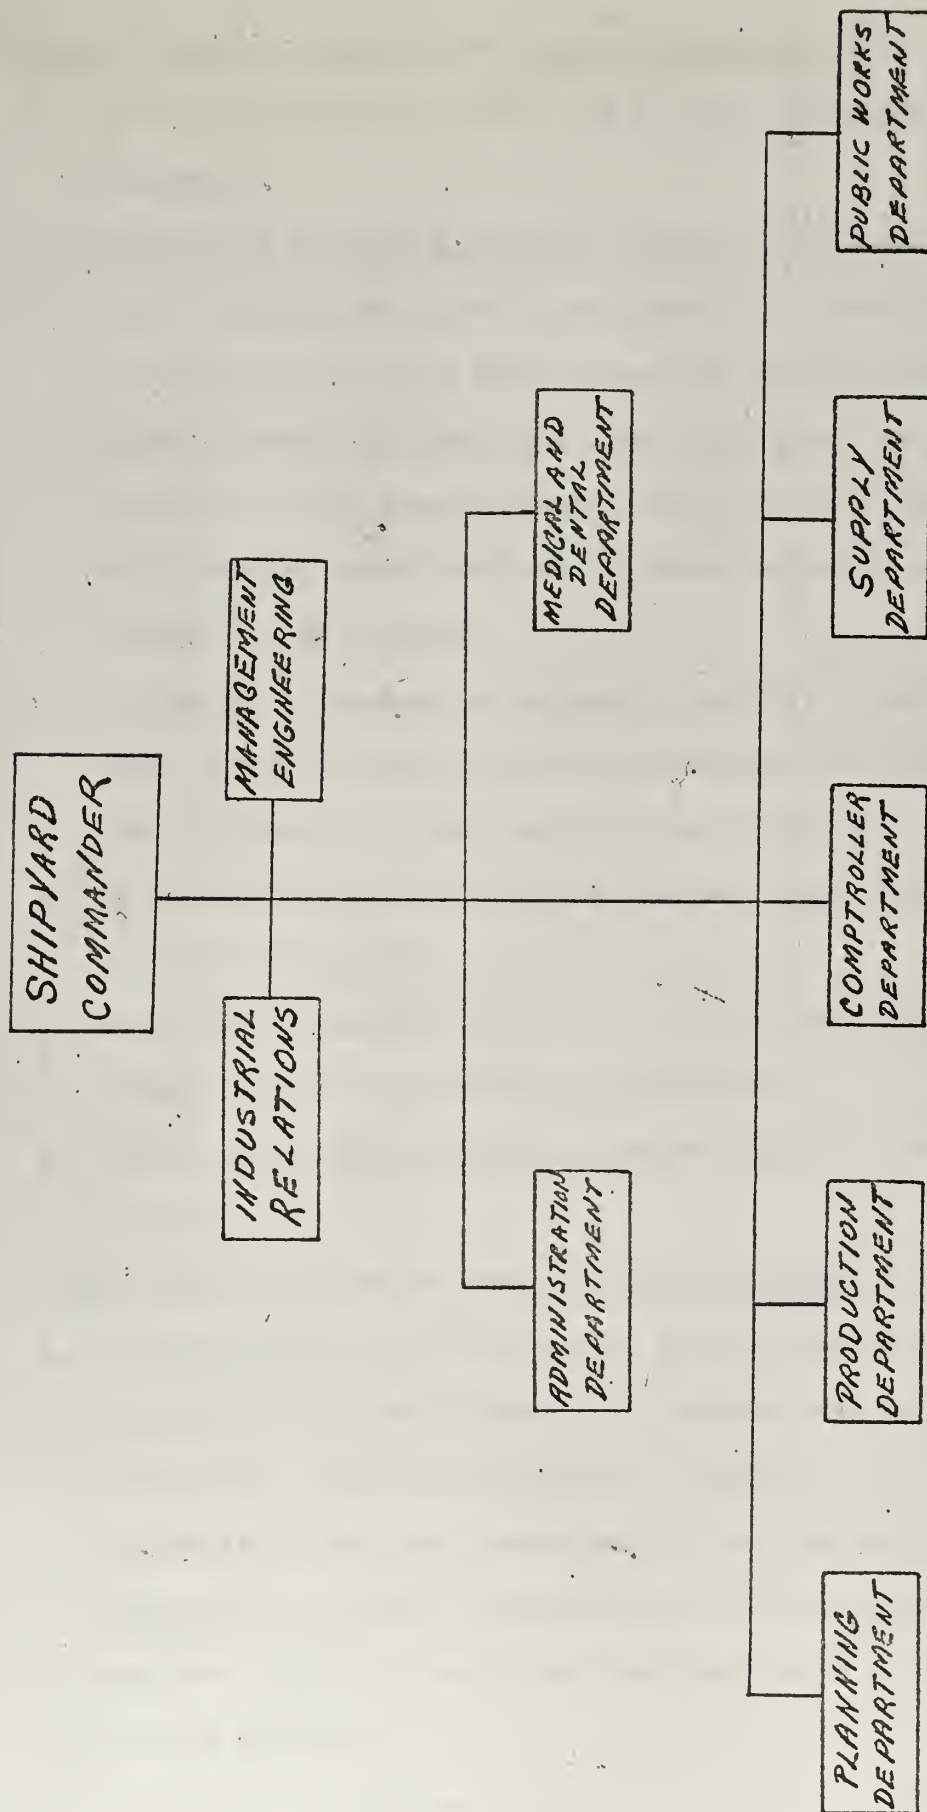 SHIPYARD
COMMANDER
INDUSTRIAL
RELATIONS
MANAGEMENT
ENGINEERING
ADMINISTRATION
DEPARTMENT
MEDICAL AND
DENTAL
DEPARTMENT
PLANNING
DEPARTMENT
PRODUCTION
DEPARTMENT
COMPTROLLER
DEPARTMENT
SUPPLY
DEPARTMENT
PUBLIC WORKS
DEPARTMENT